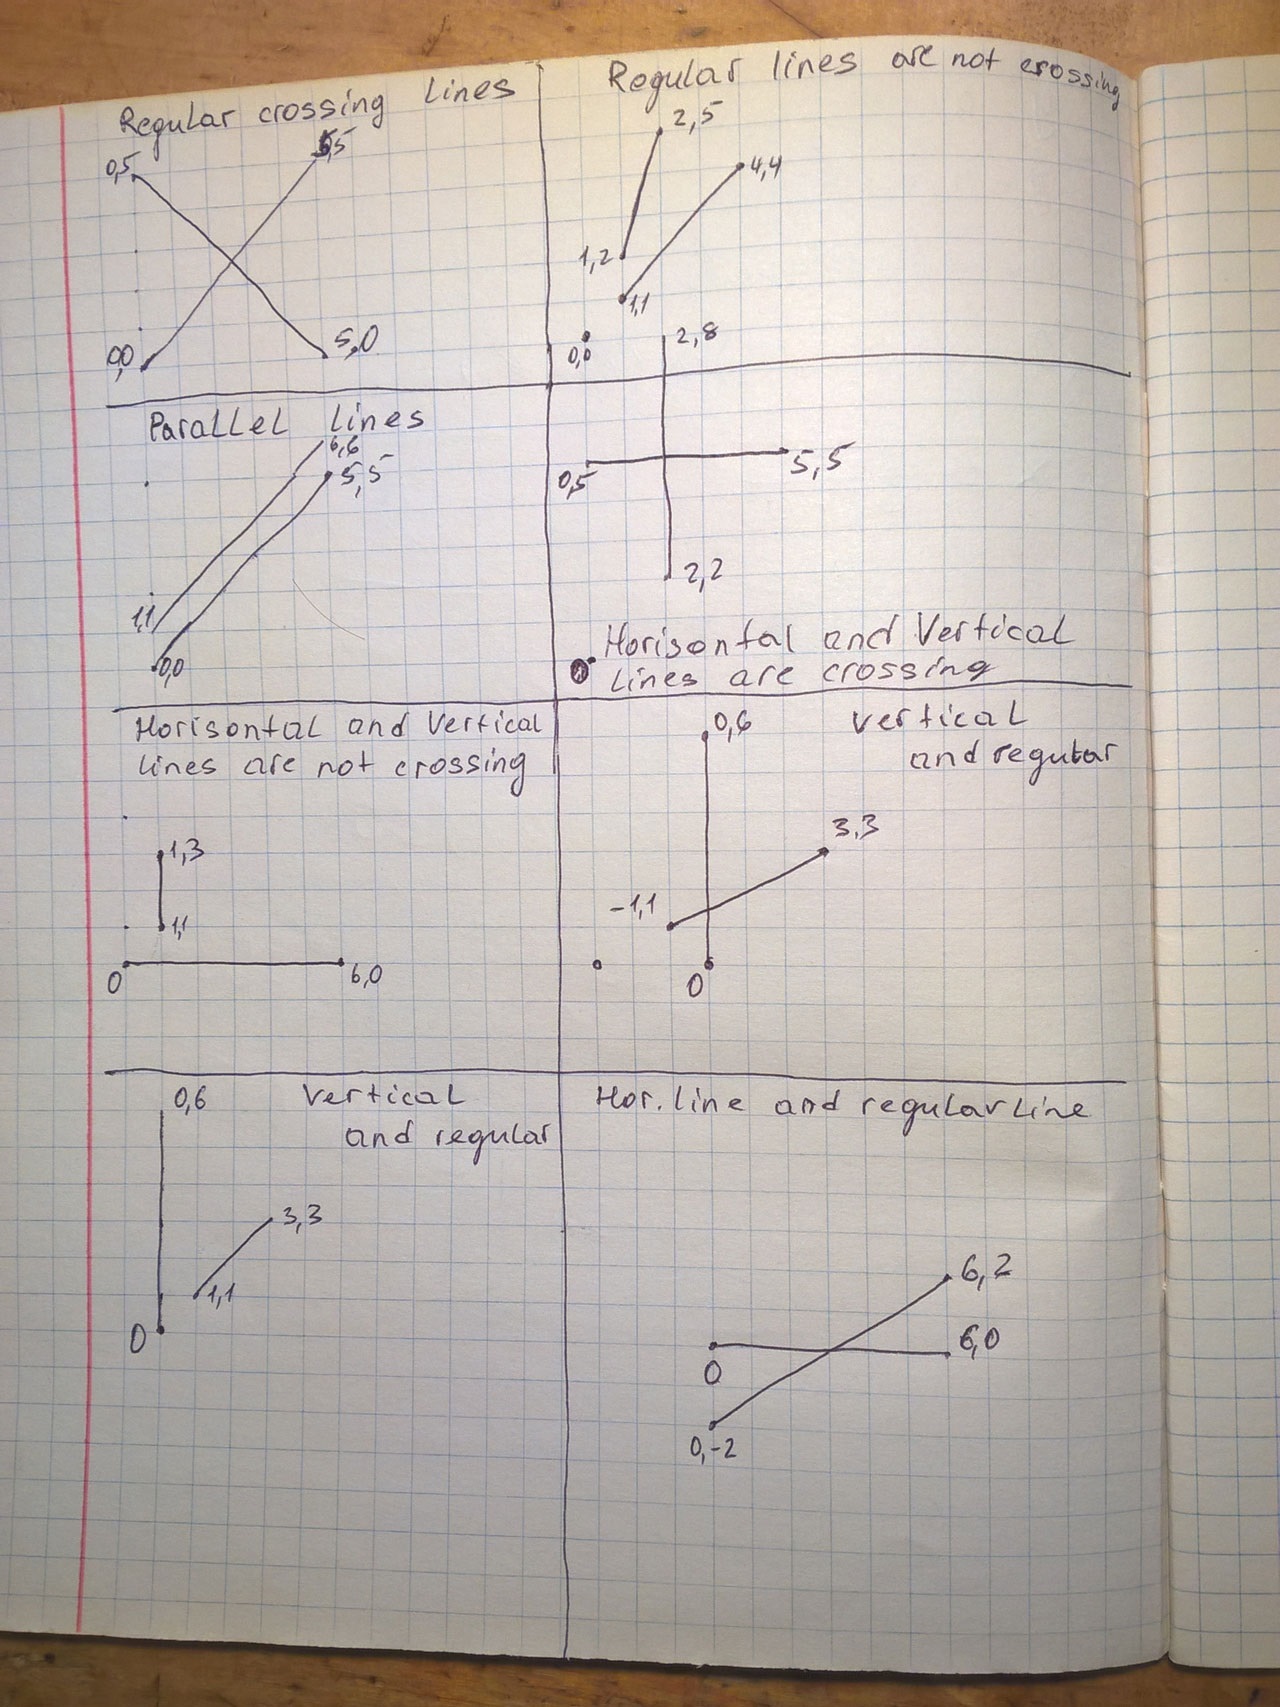 Regular crossing lines
0,5
5,5
0,0
5,0
Regular lines are not crossing
2,5
4,4
1,2
1,1
0,0
Parallel lines
6,6
5,5
1,1
0,0
2,8
0,5
5,5
2,2
Horisontal and Vertical
lines are crossing
Horisontal and Vertical
lines are not crossing
1,3
1,1
0
6,0
vertical
and regular
0,6
3,3
-1,1
0
vertical
and regular
0,6
3,3
1,1
0
Hor. line and regular line
6,2
6,0
0
0,-2